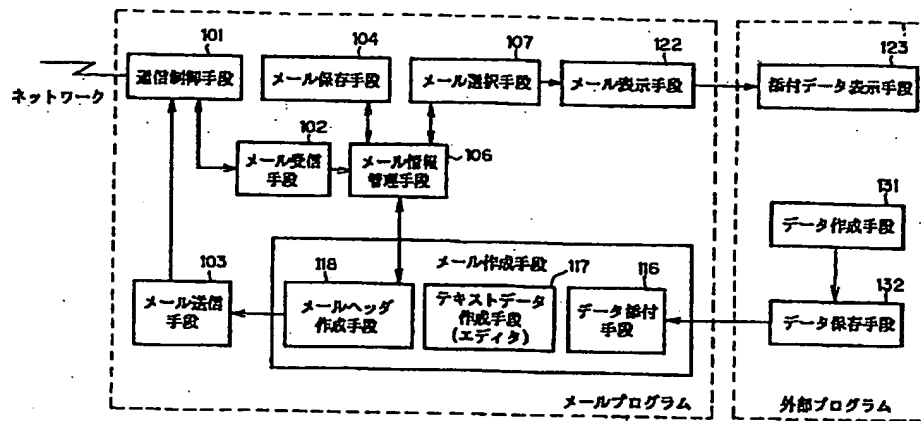 101
通信制御手段
104
メール保存手段
107
メール選択手段
122
メール表示手段
123
添付データ表示手段
ネットワーク
102
メール受信
手段
メール情報
管理手段
106
131
データ作成手段
メール作成手段
103
メール送信
手段
118
メールヘッダ
作成手段
117
テキストデータ
作成手段
(エディタ)
116
データ添付
手段
132
データ保存手段
メールプログラム
外部プログラム